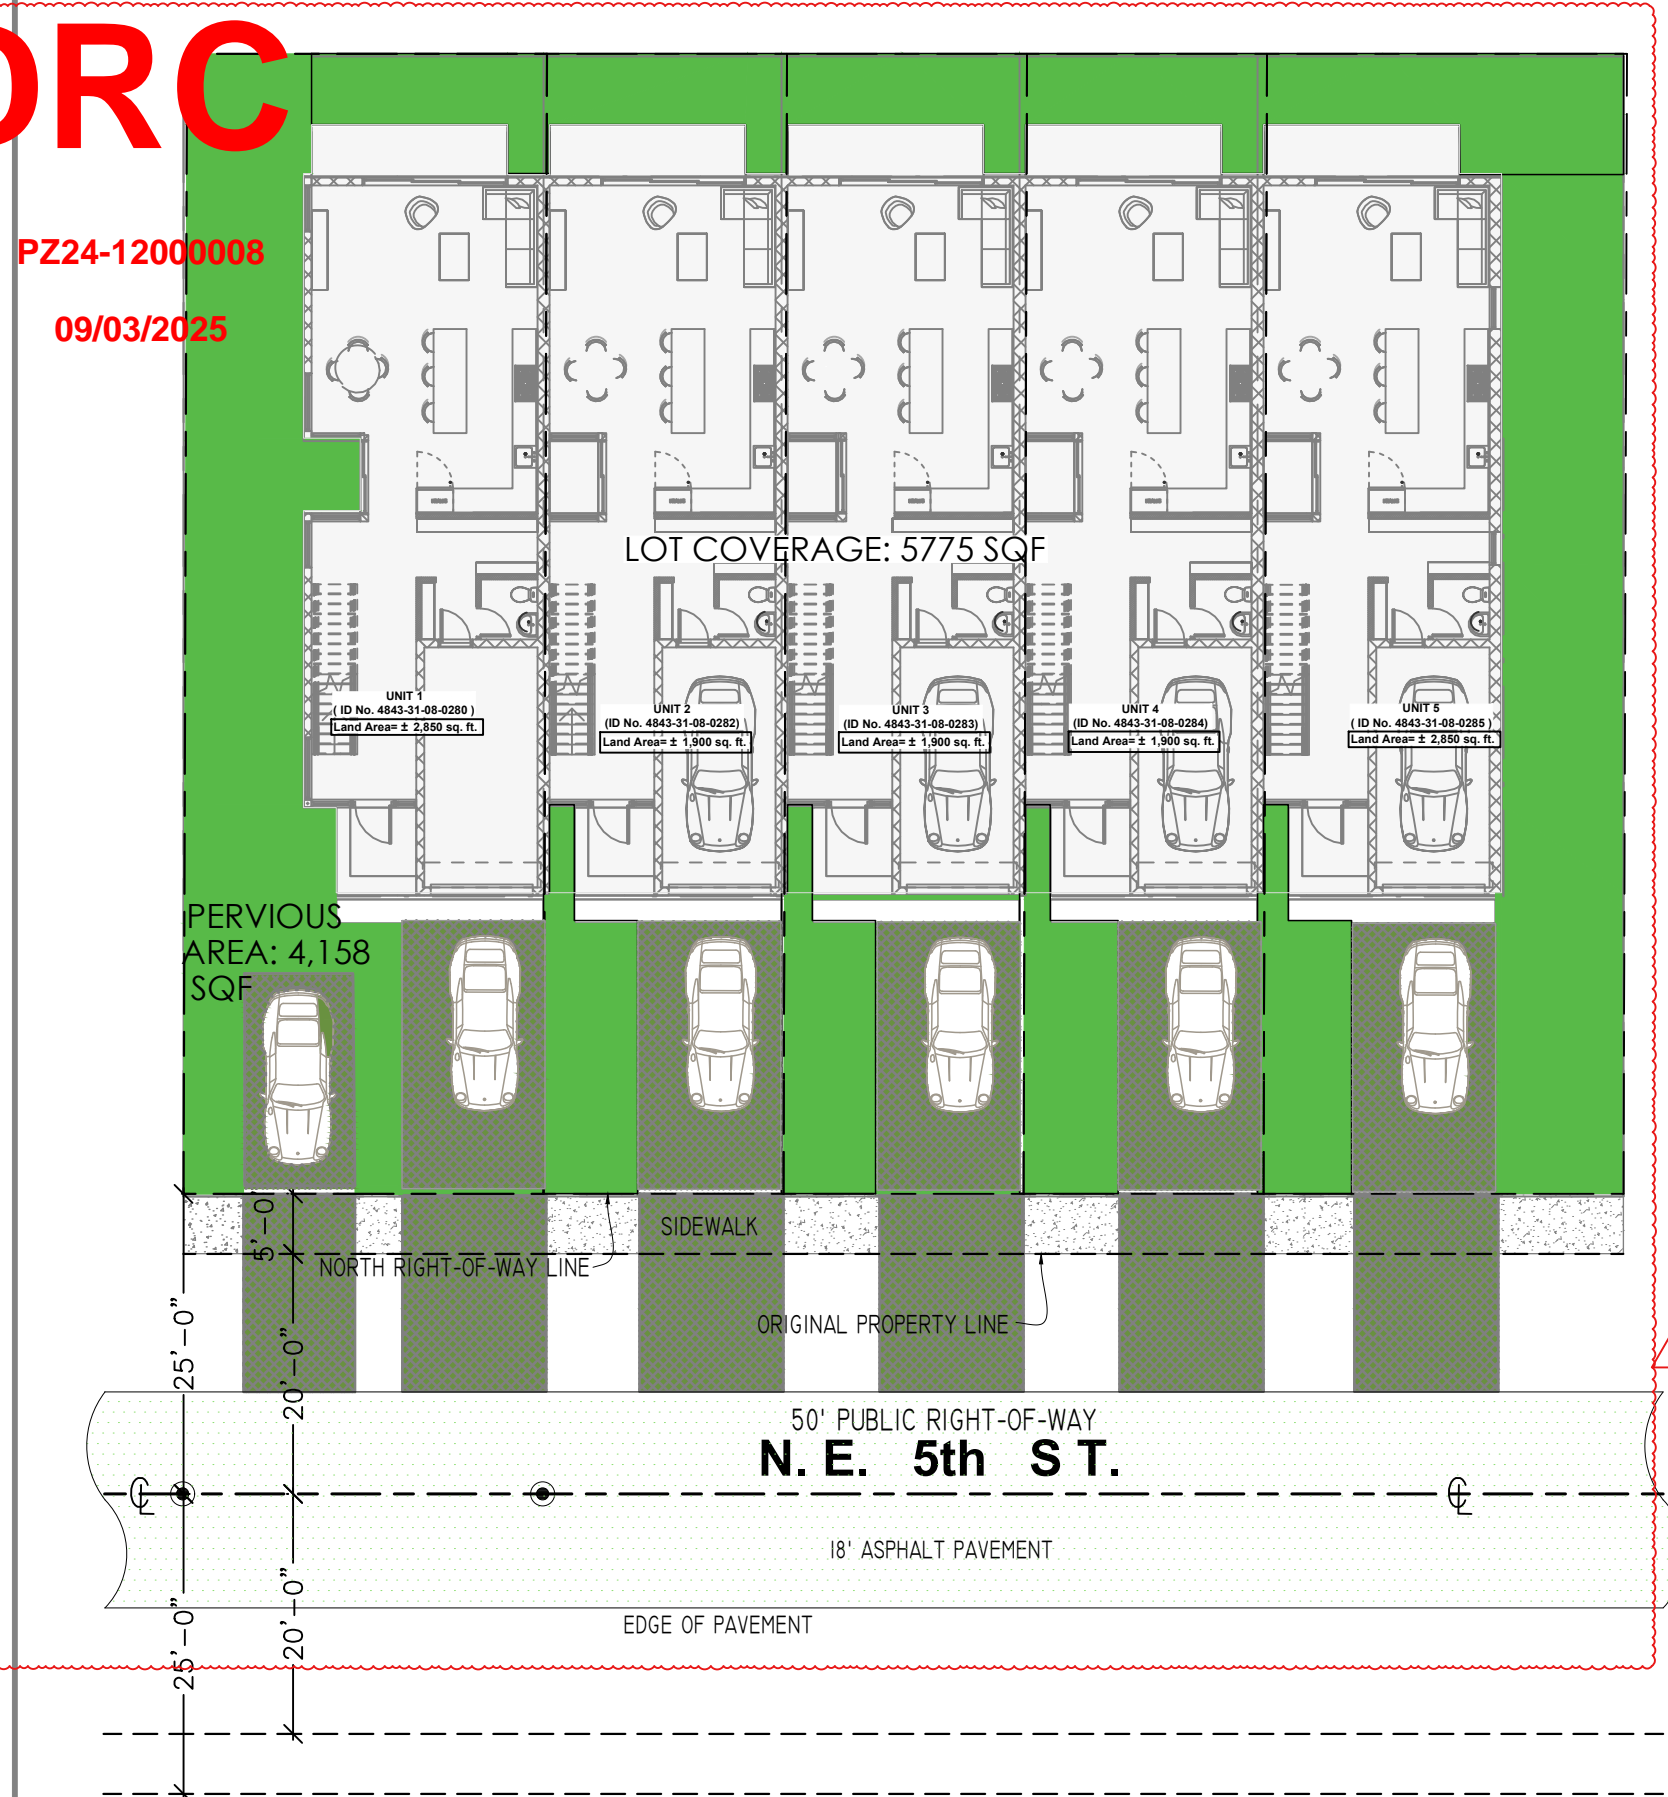 DRC
PZ24-12000008
09/03/2025
LOT COVERAGE: 5775 SQF
UNIT 1
( ID No. 4843-31-08-0280 )
Land Area= ± 2,850 sq. ft.
UNIT 2
(ID No. 4843-31-08-0282)
Land Area= ± 1,900 sq. ft.
UNIT 3
(ID No. 4843-31-08-0283)
Land Area= ± 1,900 sq. ft.
UNIT 4
(ID No. 4843-31-08-0284)
Land Area= ± 1,900 sq. ft.
UNIT 5
( ID No. 4843-31-08-0285 )
Land Area= ± 2,850 sq. ft.
PERVIOUS
AREA: 4,158
SQF
5'-0"
SIDEWALK
NORTH RIGHT-OF-WAY LINE
ORIGINAL PROPERTY LINE
25'-0"
20'-0"
50' PUBLIC RIGHT-OF-WAY
N. E. 5th S T.
18' ASPHALT PAVEMENT
EDGE OF PAVEMENT
25'-0"
20'-0"